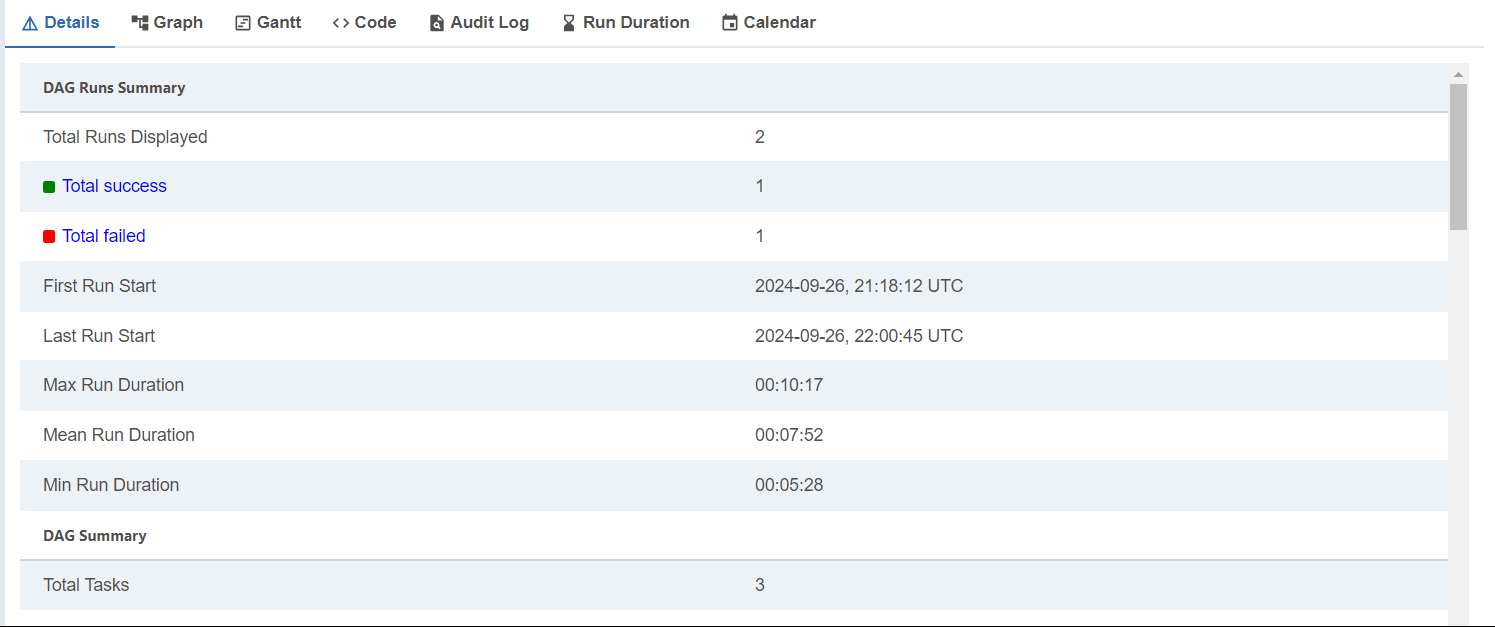 Details Graph Gantt Code Audit Log Run Duration Calendar
DAG Runs Summary
Total Runs Displayed 2
Total success 1
Total failed 1
First Run Start 2024-09-26, 21:18:12 UTC
Last Run Start 2024-09-26, 22:00:45 UTC
Max Run Duration 00:10:17
Mean Run Duration 00:07:52
Min Run Duration 00:05:28
DAG Summary
Total Tasks 3